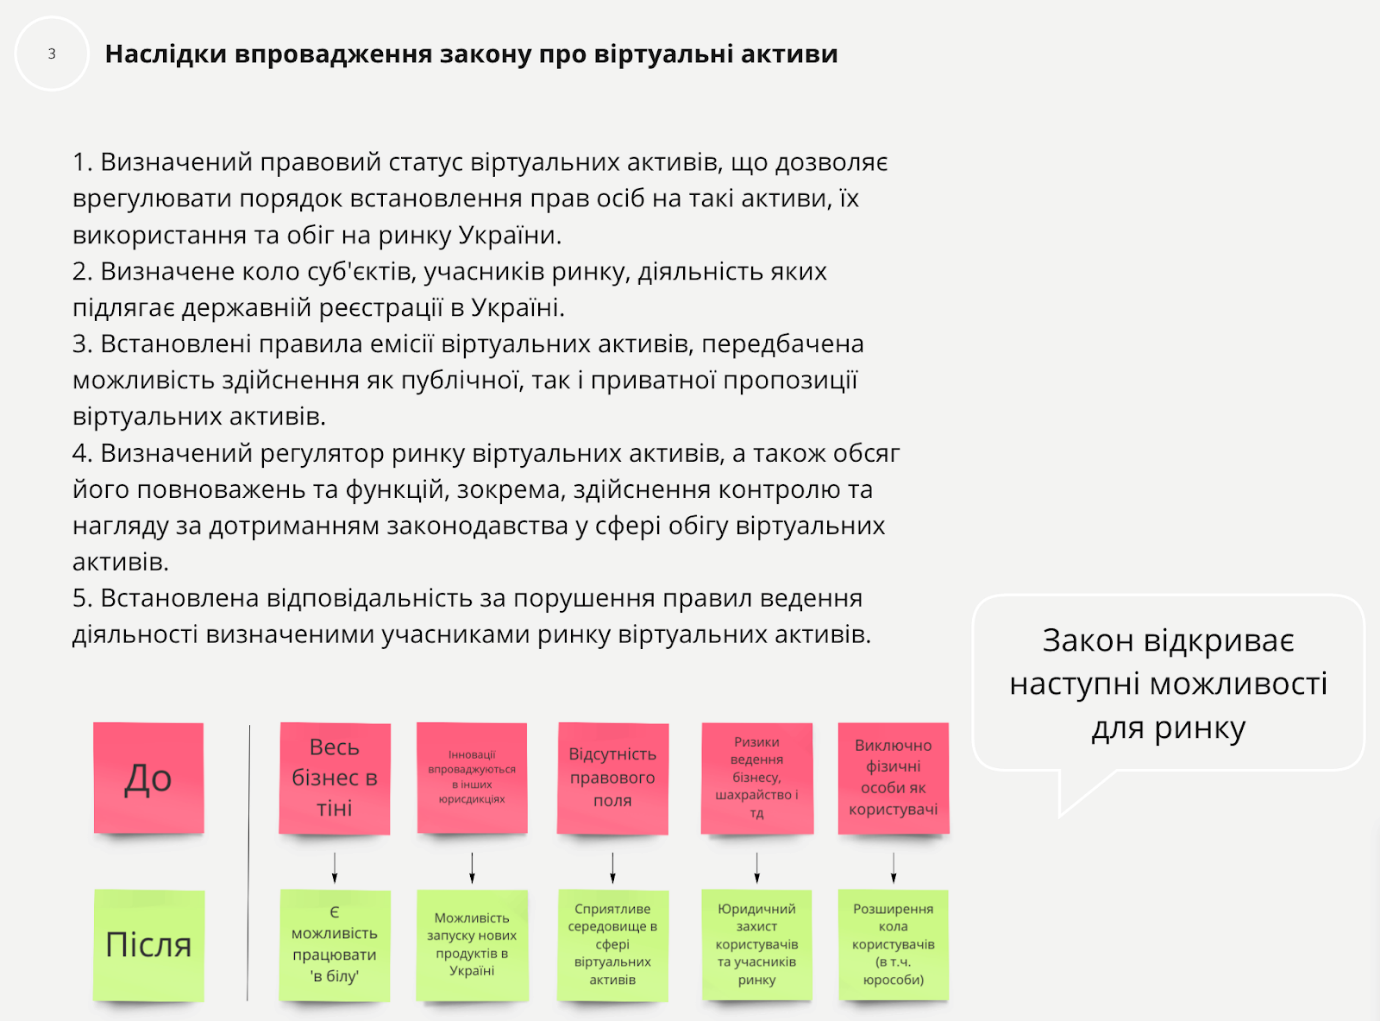 3
Наслідки впровадження закону про віртуальні активи
1. Визначений правовий статус віртуальних активів, що дозволяє
врегулювати порядок встановлення прав осіб на такі активи, їх
використання та обіг на ринку України.
2. Визначене коло суб'єктів, учасників ринку, діяльність яких
підлягає державній реєстрації в Україні.
3. Встановлені правила емісії віртуальних активів, передбачена
можливість здійснення як публічної, так і приватної пропозиції
віртуальних активів.
4. Визначений регулятор ринку віртуальних активів, а також обсяг
його повноважень та функцій, зокрема, здійснення контролю та
нагляду за дотриманням законодавства у сфері обігу віртуальних
активів.
5. Встановлена відповідальність за порушення правил ведення
діяльності визначеними учасниками ринку віртуальних активів.
Закон відкриває
наступні можливості
для ринку
До
Весь
бізнес в
тіні
Інновації
впроваджуються
в інших
юрисдикціях
Відсутність
правового
поля
Ризики
ведення
бізнесу,
шахрайство і
тд
Виключно
фізичні
особи як
користувачі
Після
Є
можливість
працювати
'в білу'
Можливість
запуску нових
продуктів в
Україні
Сприятливе
середовище в
сфері
віртуальних
активів
Юридичний
захист
користувачів
та учасників
ринку
Розширення
кола
користувачів
(в т.ч.
юрособи)